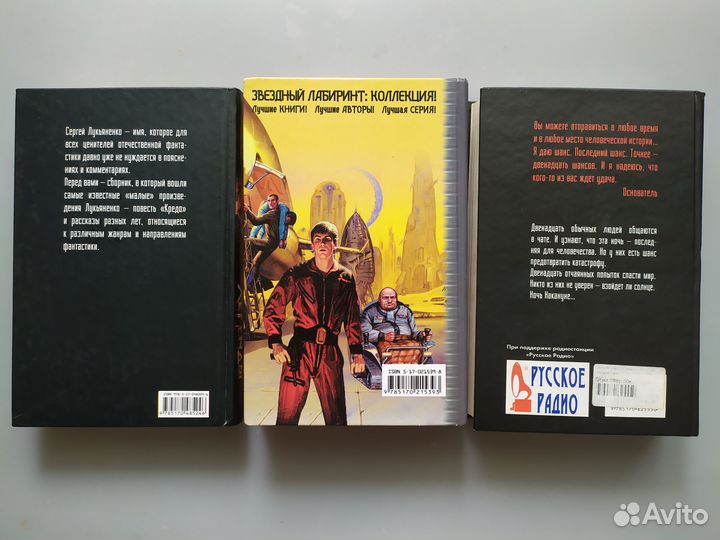 Сергей Лукьяненко – имя, которое для
всех ценителей отечественной фанта-
стики давно уже не нуждается в поясне-
ниях и комментариях.
Перед вами – сборник, в который вошли
самые известные «малые» произве-
дения Лукьяненко – повесть «Кредо»
и рассказы разных лет, относящиеся
к различным жанрам и направлениям
фантастики.
9785170485246
ЗВЕЗДНЫЙ ЛАБИРИНТ: КОЛЛЕКЦИЯ!
Лучшие КНИГИ! Лучшие АВТОРЫ! Лучшая СЕРИЯ!
ISBN 5-17-021539-8
9785170215393
Вы можете отправиться в любое время
и в любое место человеческой истории...
Я даю шанс. Последний шанс. Точнее –
двенадцать шансов. И я надеюсь, что
кого-то из вас ждет удача.
Основатель
Двенадцать обычных людей общаются
в чате. И узнают, что эта ночь – послед-
няя для человечества. Но у них есть шанс
предотвратить катастрофу.
Двенадцать отчаянных попыток спасти мир.
Никто из них не уверен – взойдет ли солнце.
Ночь Накануне...
При поддержке радиостанции
«Русское Радио»
РУССКОЕ
РАДИО
Avito